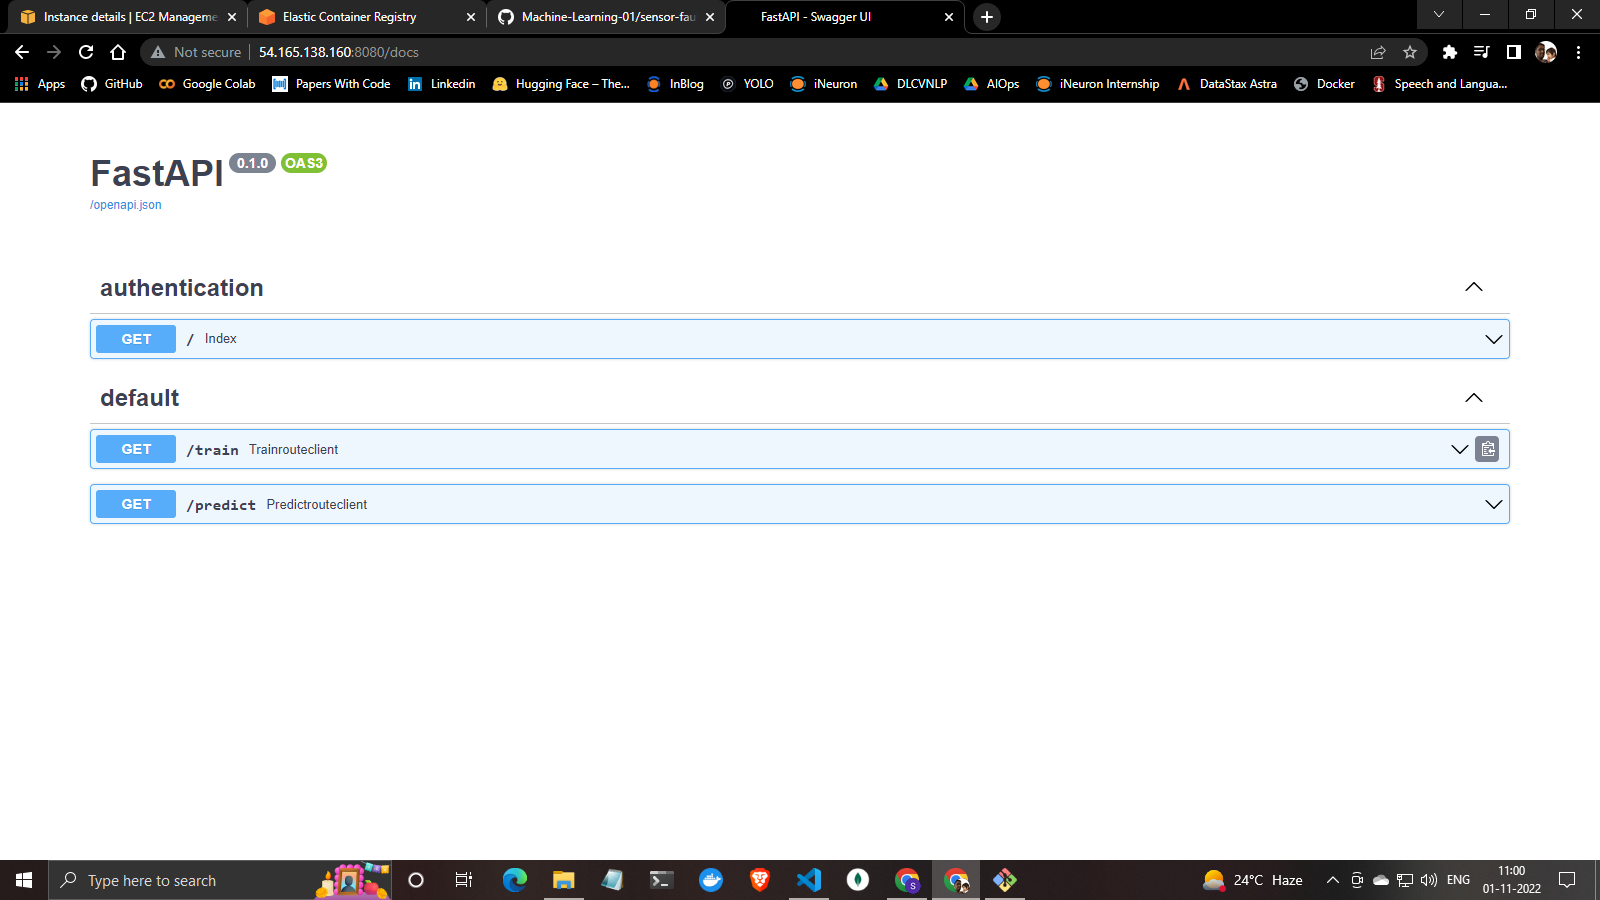 Instance details | EC2 Manageme
Elastic Container Registry
Machine-Learning-01/sensor-fau
FastAPI - Swagger UI
Not secure
54.165.138.160:8080/docs
Apps
GitHub
Google Colab
Papers With Code
Linkedin
Hugging Face – The...
InBlog
YOLO
iNeuron
DLCVNLP
AIOps
iNeuron Internship
DataStax Astra
Docker
Speech and Langua...
FastAPI 0.1.0 OAS3
/openapi.json
authentication
GET / Index
default
GET /train Trainrouteclient
GET /predict Predictrouteclient
Type here to search
24°C Haze
ENG
11:00
01-11-2022